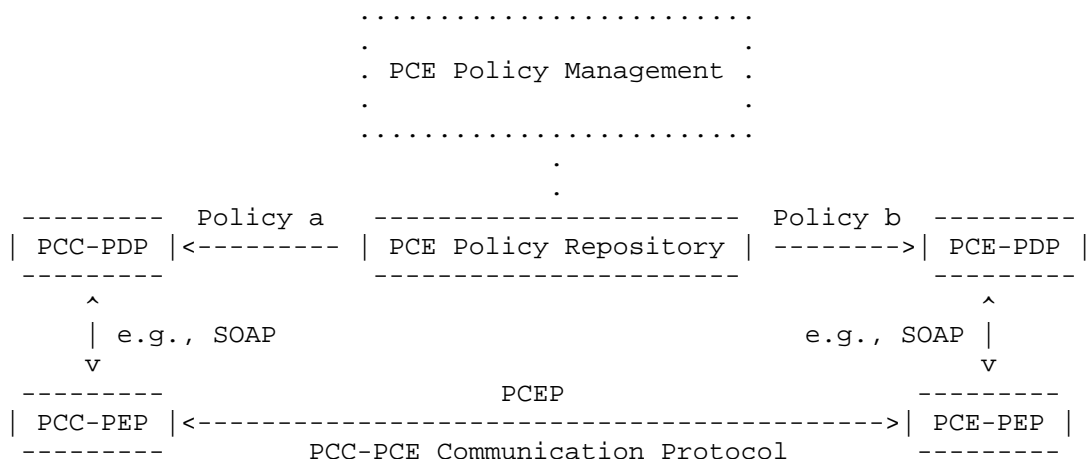 ..........................
.                        .
. PCE Policy Management .
.                        .
..........................
.
.
--------- Policy a ----------------------- Policy b ---------
| PCC-PDP |<--------- | PCE Policy Repository | -------->| PCE-PDP |
--------- ----------------------- ---------
^ ^
| e.g., SOAP e.g., SOAP |
v v
--------- PCEP ---------
| PCC-PEP |<------------------------------------------->| PCE-PEP |
--------- PCC-PCE Communication Protocol ---------